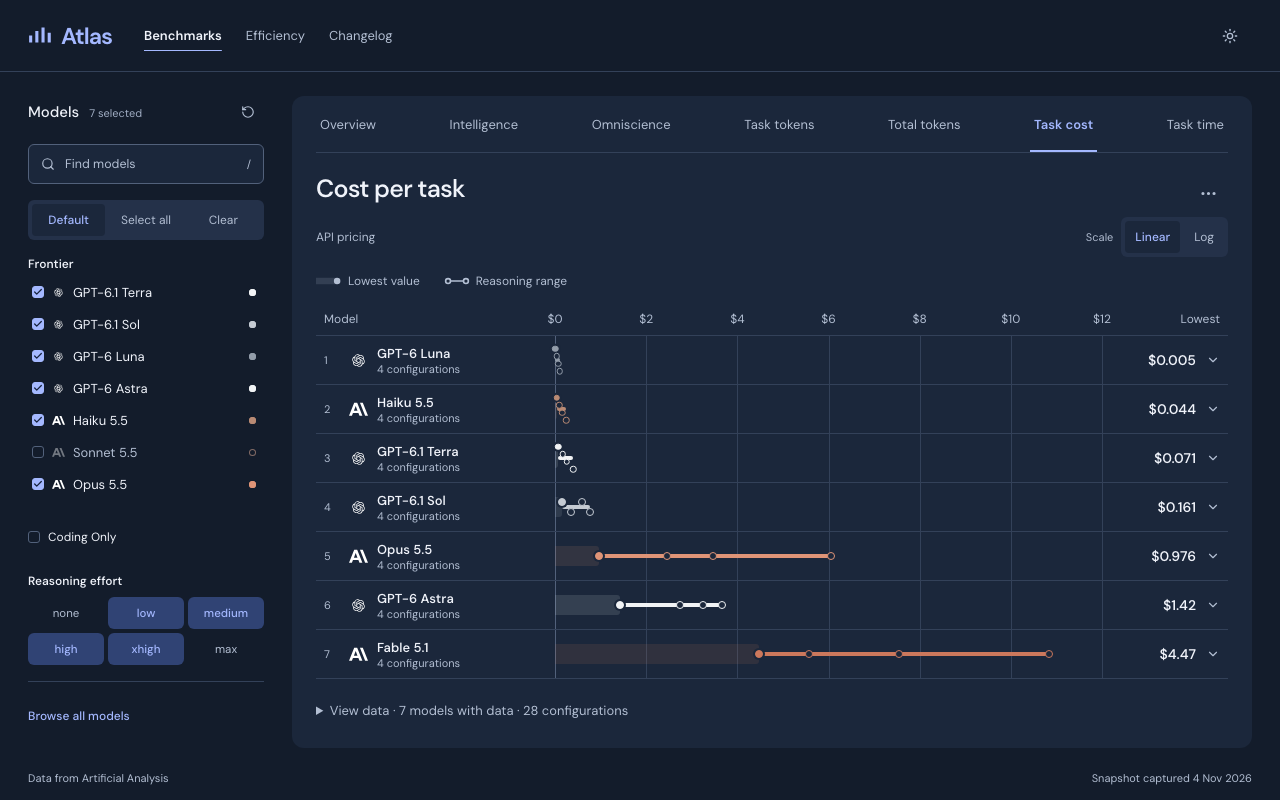 Atlas
Benchmarks Efficiency Changelog
Models 7 selected
Find models /
Default Select all Clear
Frontier
GPT-6.1 Terra
GPT-6.1 Sol
GPT-6 Luna
GPT-6 Astra
Haiku 5.5
Sonnet 5.5
Opus 5.5
Coding Only
Reasoning effort
none low medium
high xhigh max
Browse all models
Overview Intelligence Omniscience Task tokens Total tokens Task cost Task time
Cost per task ...
API pricing Scale Linear Log
Lowest value Reasoning range
Model $0 $2 $4 $6 $8 $10 $12 Lowest
1 GPT-6 Luna $0.005
4 configurations
2 Haiku 5.5 $0.044
4 configurations
3 GPT-6.1 Terra $0.071
4 configurations
4 GPT-6.1 Sol $0.161
4 configurations
5 Opus 5.5 $0.976
4 configurations
6 GPT-6 Astra $1.42
4 configurations
7 Fable 5.1 $4.47
4 configurations
View data · 7 models with data · 28 configurations
Data from Artificial Analysis Snapshot captured 4 Nov 2026